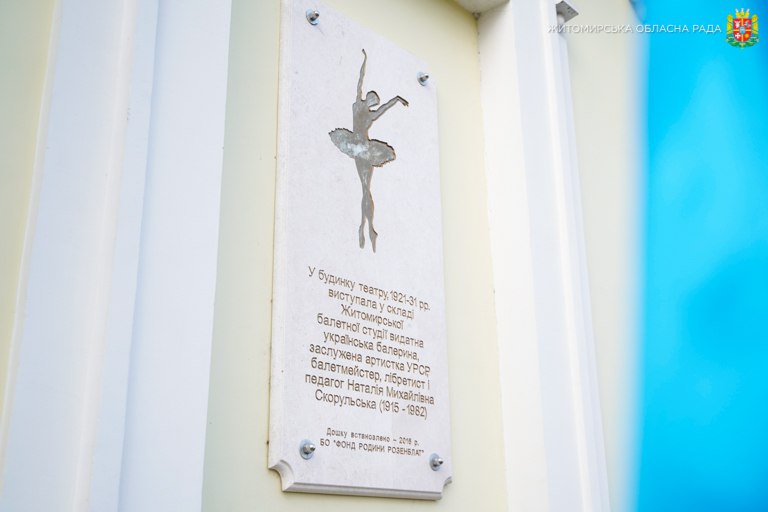 ЖИТОМИРСЬКА ОБЛАСНА РАДА
У будинку театру, 1921-31 рр.
виступала у складі
Житомирської
балетної студії видатна
українська балерина,
заслужена артистка УРСР,
балетмейстер, лібретист і
педагог Наталія Михайлівна
Скорульська (1915 - 1982)
Дошку встановлено – 2018 р.
БО "ФОНД РОДИНИ РОЗЕНБЛАТ"